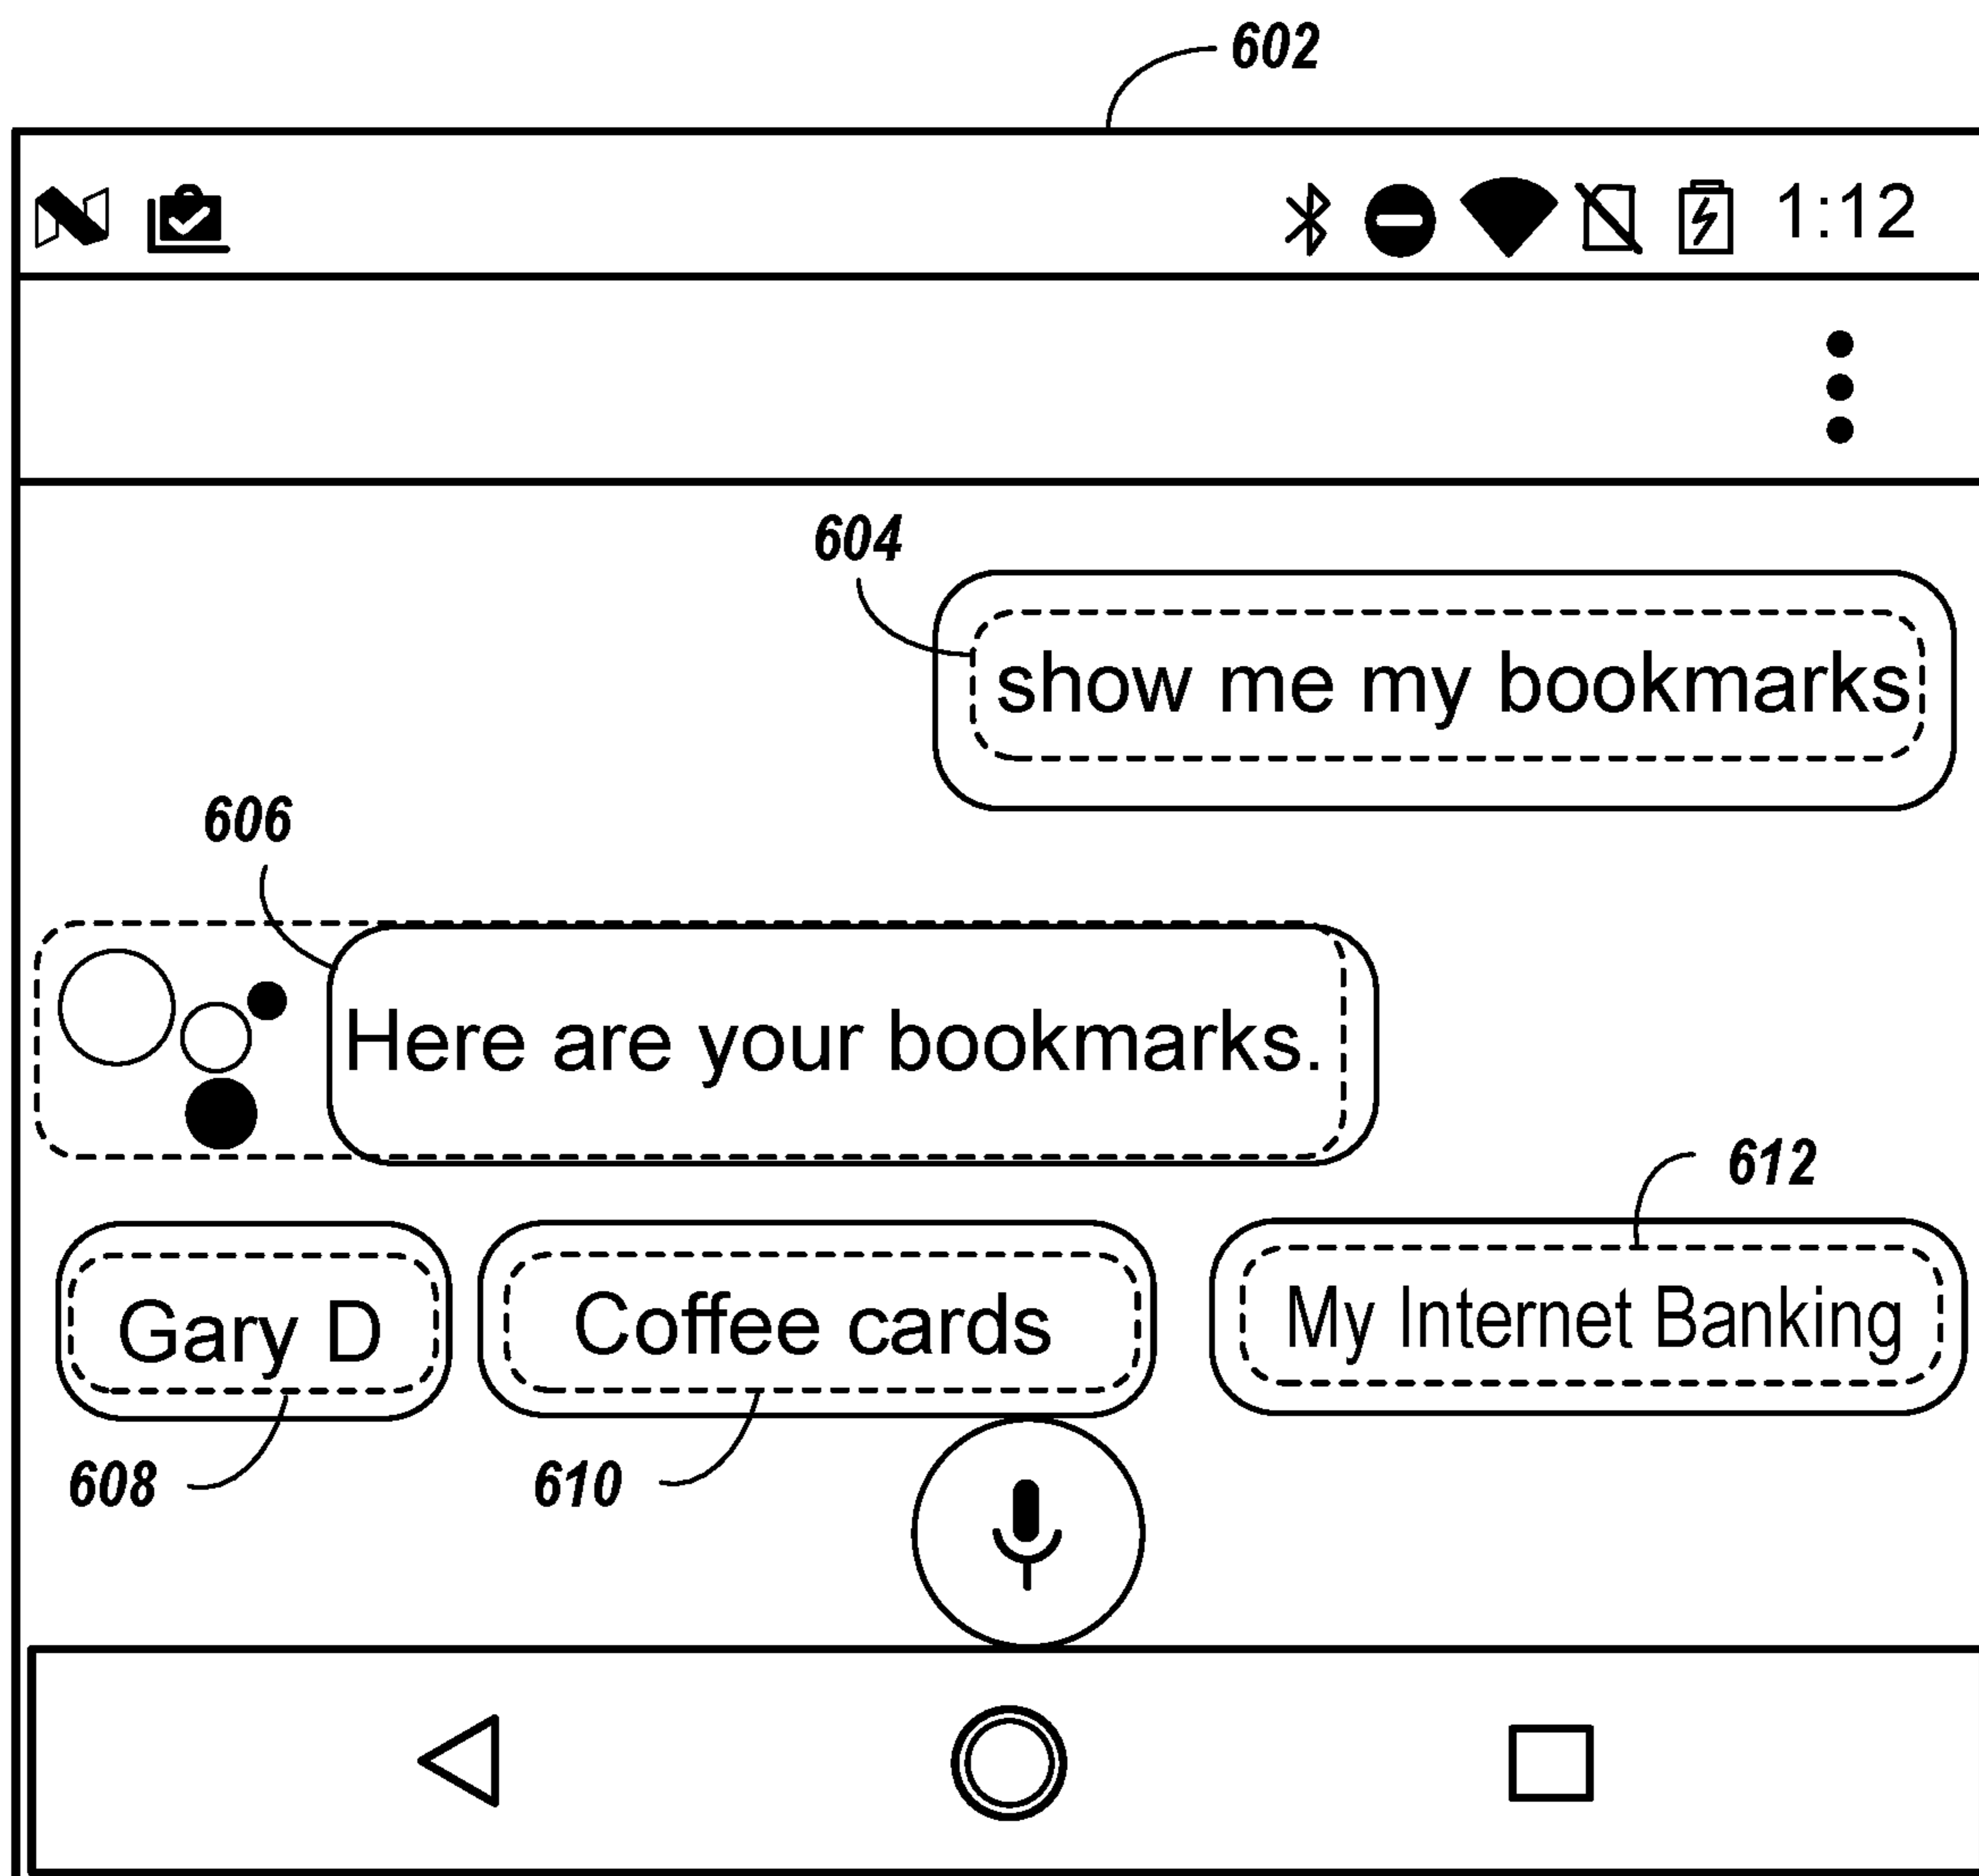 602
1:12
604
show me my bookmarks
606
Here are your bookmarks.
612
Gary D
Coffee cards
My Internet Banking
608
610